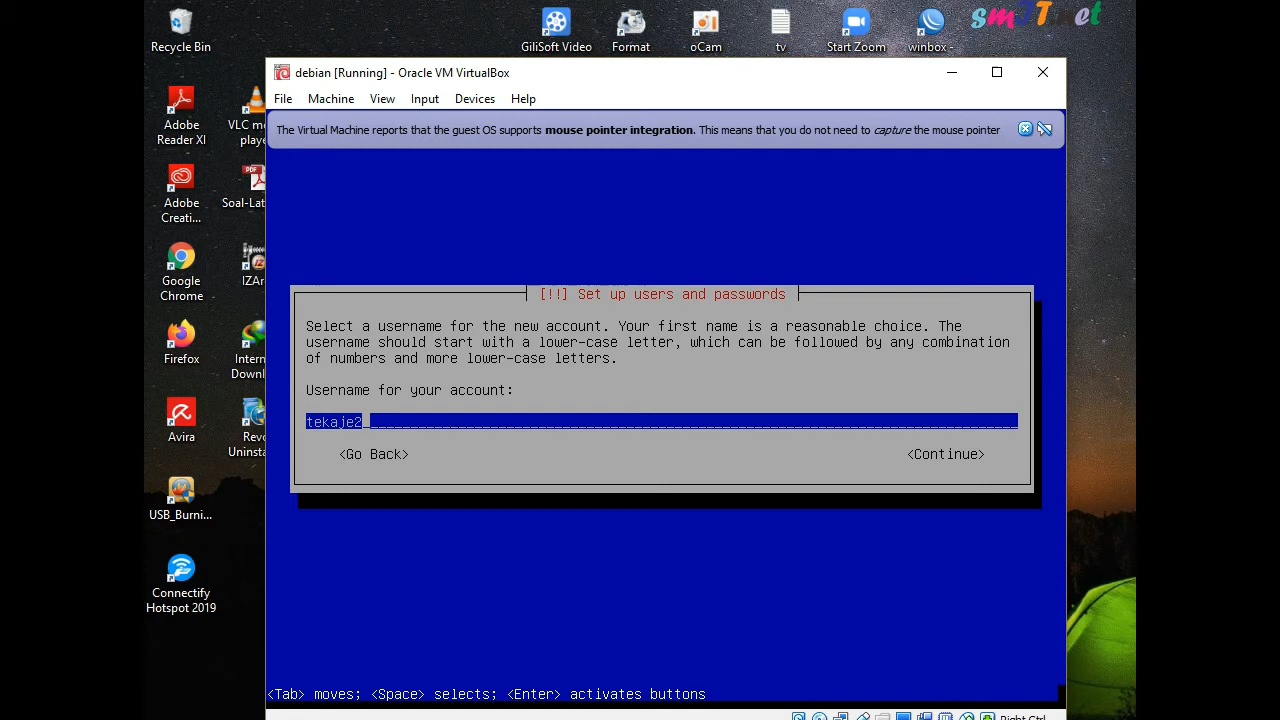 smITnet
Recycle Bin
GiliSoft Video
Format
oCam
tv
Start Zoom
winbox -
debian [Running] - Oracle VM VirtualBox
File Machine View Input Devices Help
The Virtual Machine reports that the guest OS supports mouse pointer integration. This means that you do not need to capture the mouse pointer
Adobe
Reader XI
VLC me
playe
Adobe
Creati...
PDF
Soal-Lat
Google
Chrome
IZAr
Firefox
Intern
Downl
Avira
Revo
Uninsta
USB_Burni...
Connectify
Hotspot 2019
[!!] Set up users and passwords
Select a username for the new account. Your first name is a reasonable choice. The
username should start with a lower-case letter, which can be followed by any combination
of numbers and more lower-case letters.
Username for your account:
tekaje2
<Go Back> <Continue>
<Tab> moves; <Space> selects; <Enter> activates buttons
Right Ctrl